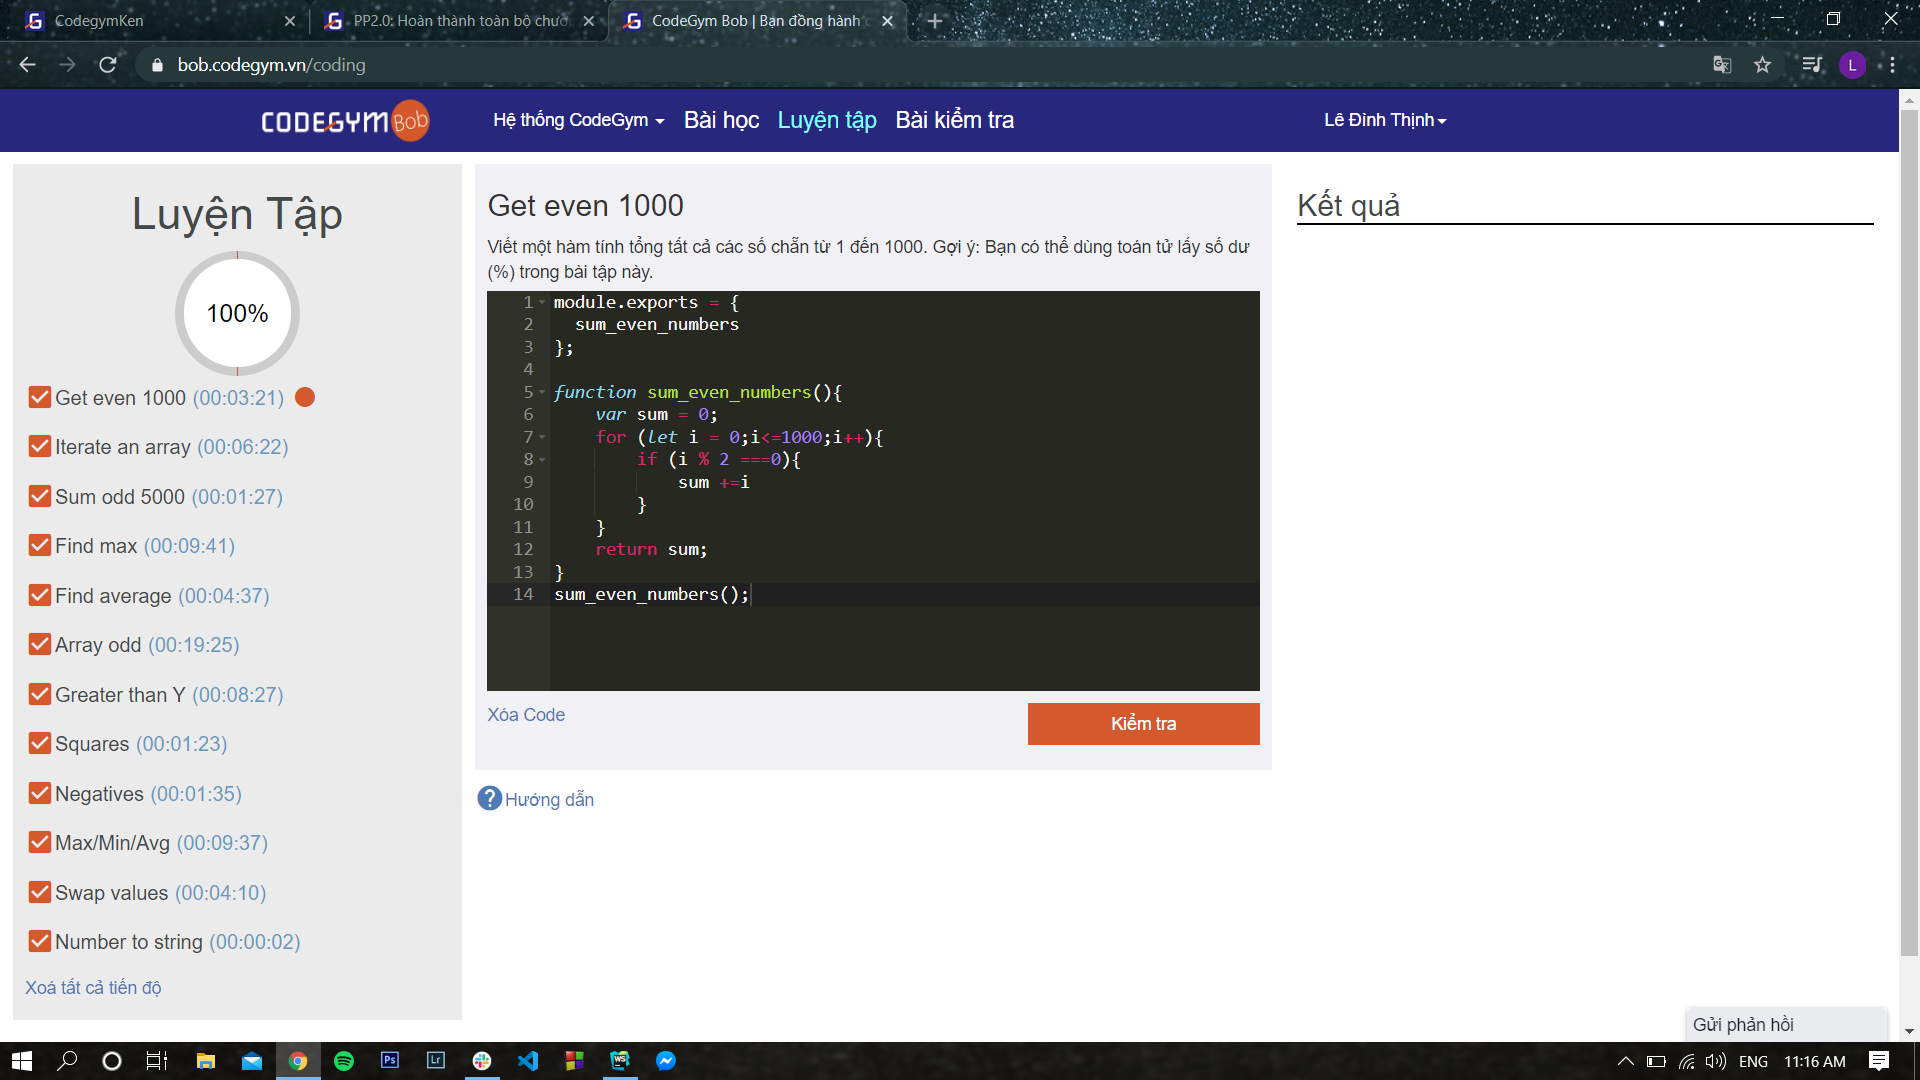 CodegymKen
PP2.0: Hoàn thành toàn bộ chươ
CodeGym Bob | Bạn đồng hành c
bob.codegym.vn/coding
L
CODEGYM Bob
Hệ thống CodeGym
Bài học
Luyện tập
Bài kiểm tra
Lê Đình Thịnh
Luyện Tập
100%
Get even 1000 (00:03:21)
Iterate an array (00:06:22)
Sum odd 5000 (00:01:27)
Find max (00:09:41)
Find average (00:04:37)
Array odd (00:19:25)
Greater than Y (00:08:27)
Squares (00:01:23)
Negatives (00:01:35)
Max/Min/Avg (00:09:37)
Swap values (00:04:10)
Number to string (00:00:02)
Xoá tất cả tiến độ
Get even 1000
Viết một hàm tính tổng tất cả các số chẵn từ 1 đến 1000. Gợi ý: Bạn có thể dùng toán tử lấy số dư
(%) trong bài tập này.
1 module.exports = {
2 sum_even_numbers
3 };
4
5 function sum_even_numbers(){
6 var sum = 0;
7 for (let i = 0;i<=1000;i++){
8 if (i % 2 ===0){
9 sum +=i
10 }
11 }
12 return sum;
13 }
14 sum_even_numbers();
Xóa Code
Kiểm tra
Hướng dẫn
Kết quả
Gửi phản hồi
Ps
Lr
WS
ENG
11:16 AM